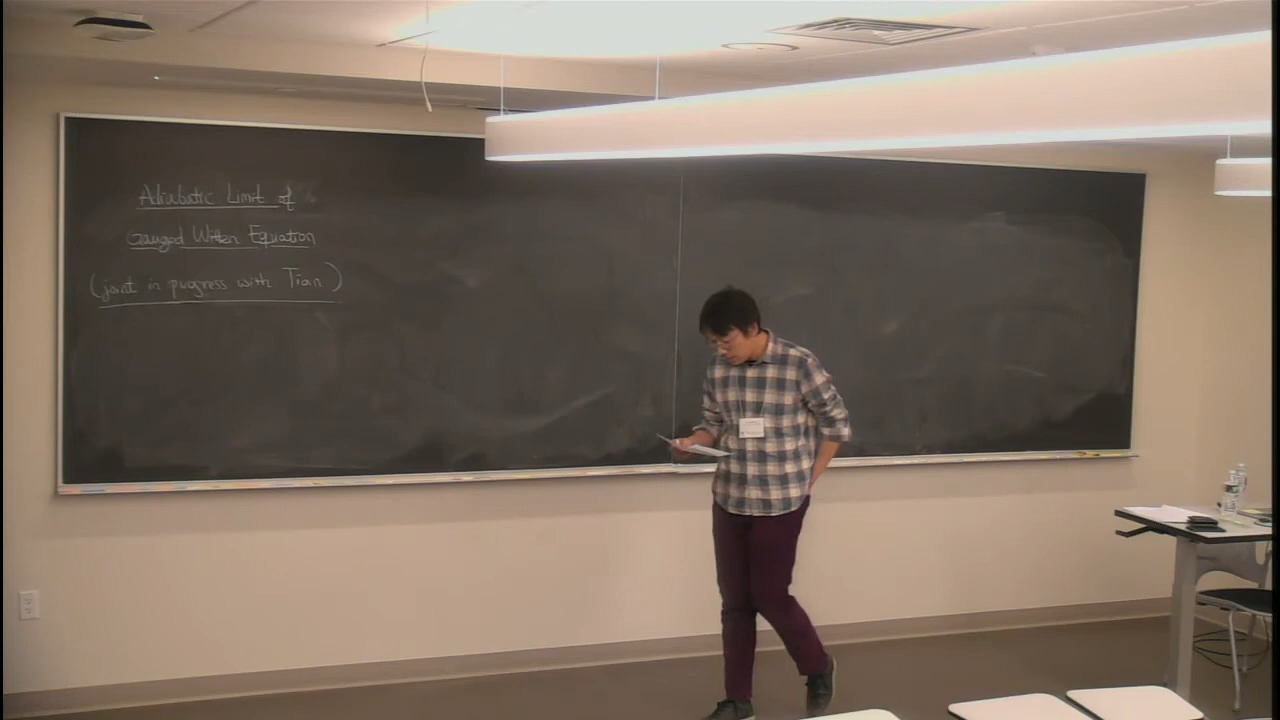 Adiabatic Limit of
Gauged Witten Equation
(joint in progress with Tian)